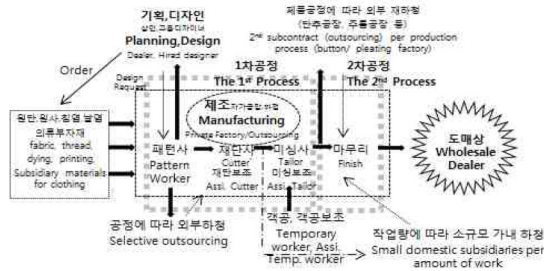 기획,디자인
상인,고용디자이너
Planning,Design
Dealer, Hired designer
제품공정에 따라 외부 재하청
(단추공장, 주름공장 등)
2nd subcontract (outsourcing) per production
process (button/ pleating factory)
Order
Design
Request
1차공정
The 1st Process
2차공정
The 2nd Process
원단,원사,침염,날염
의류부자재
fabric, thread,
dying, printing,
Subsidiary materials
for clothing
제조 자가공장,하청
Manufacturing
Private Factory/Outsourcing
패턴사
Pattern
Worker
재단사
Cutter
재단보조
Assi. Cutter
미싱사
Tailor
미싱보조
Assi. Tailor
마무리
Finish
도매상
Wholesale
Dealer
공정에 따라 외부하청
Selective outsourcing
객공, 객공보조
Temporary
worker, Assi.
Temp. worker
작업량에 따라 소규모 가내 하청
Small domestic subsidiaries per
amount of work